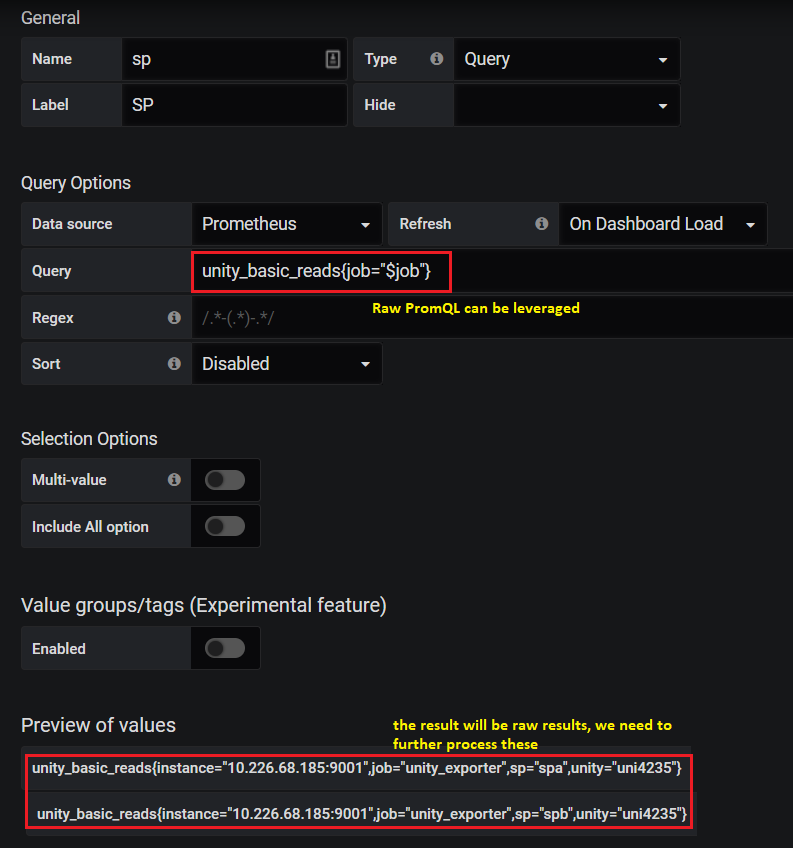 General
Name sp Type Query
Label SP Hide
Query Options
Data source Prometheus Refresh On Dashboard Load
Query unity_basic_reads{job="$job"}
Raw PromQL can be leveraged
Regex /.*-(.*)-.*/
Sort Disabled
Selection Options
Multi-value
Include All option
Value groups/tags (Experimental feature)
Enabled
Preview of values
the result will be raw results, we need to
further process these
unity_basic_reads{instance="10.226.68.185:9001",job="unity_exporter",sp="spa",unity="uni4235"}
unity_basic_reads{instance="10.226.68.185:9001",job="unity_exporter",sp="spb",unity="uni4235"}